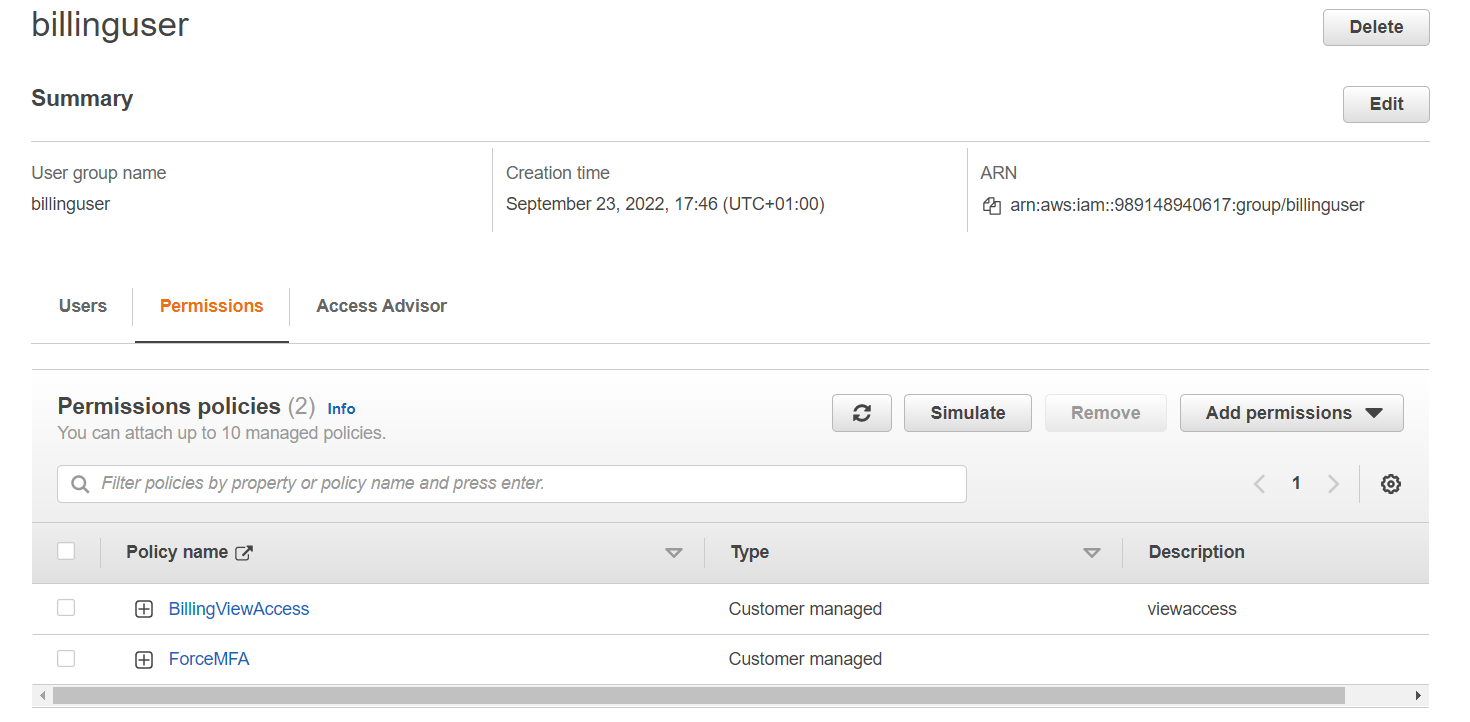 billinguser
Delete
Summary
Edit
User group name
Creation time
ARN
billinguser
September 23, 2022, 17:46 (UTC+01:00)
arn:aws:iam::989148940617:group/billinguser
Users
Permissions
Access Advisor
Permissions policies (2) Info
You can attach up to 10 managed policies.
Simulate
Remove
Add permissions
Filter policies by property or policy name and press enter.
1
Policy name
Type
Description
BillingViewAccess
Customer managed
viewaccess
ForceMFA
Customer managed